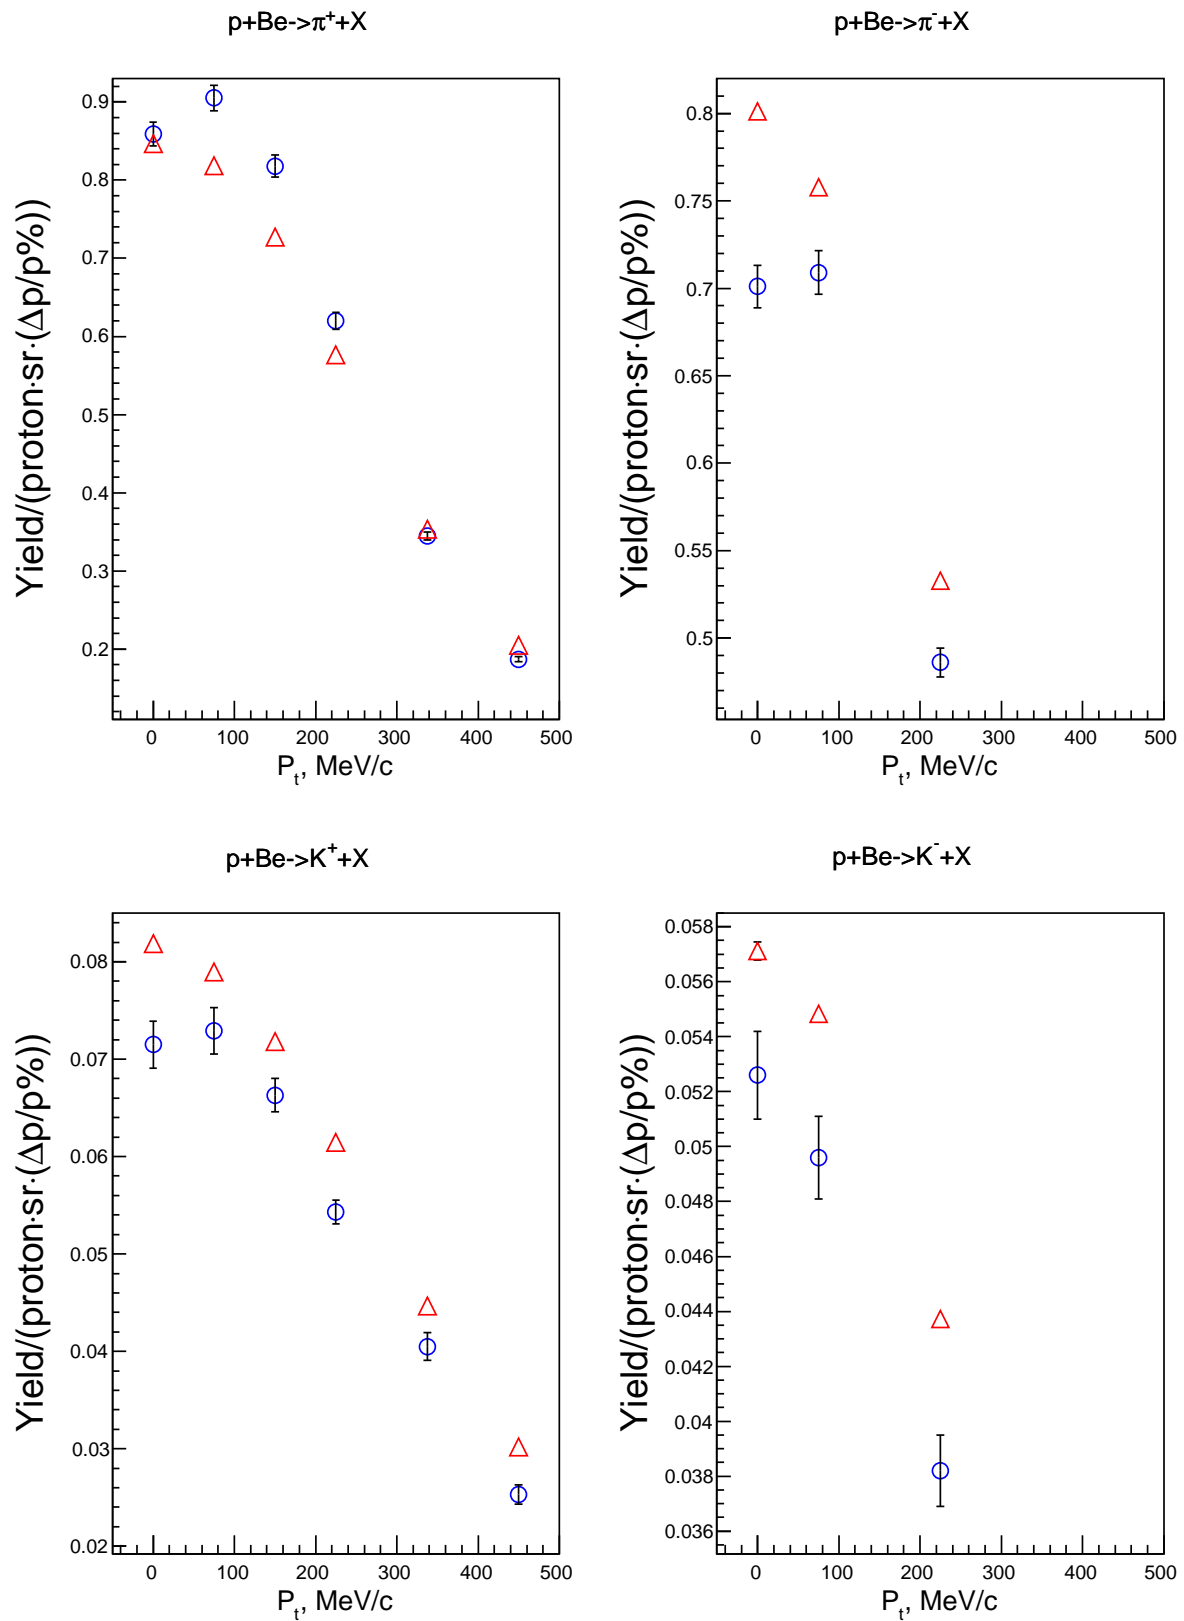 p+Be->π⁺+X
Yield/(proton·sr·(Δp/p%))
0.9
0.8
0.7
0.6
0.5
0.4
0.3
0.2
0 100 200 300 400 500
Pₜ, MeV/c
p+Be->π⁻+X
Yield/(proton·sr·(Δp/p%))
0.8
0.75
0.7
0.65
0.6
0.55
0.5
0 100 200 300 400 500
Pₜ, MeV/c
p+Be->K⁺+X
Yield/(proton·sr·(Δp/p%))
0.08
0.07
0.06
0.05
0.04
0.03
0.02
0 100 200 300 400 500
Pₜ, MeV/c
p+Be->K⁻+X
Yield/(proton·sr·(Δp/p%))
0.058
0.056
0.054
0.052
0.05
0.048
0.046
0.044
0.042
0.04
0.038
0.036
0 100 200 300 400 500
Pₜ, MeV/c